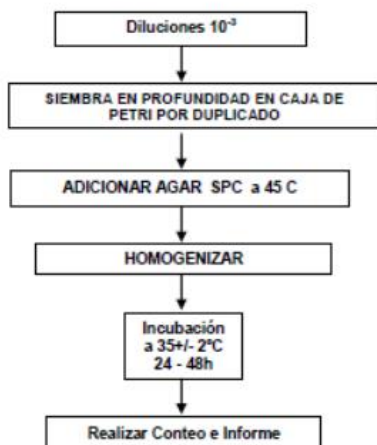 Diluciones 10⁻³
SIEMBRA EN PROFUNDIDAD EN CAJA DE
PETRI POR DUPLICADO
ADICIONAR AGAR SPC a 45 C
HOMOGENIZAR
Incubación
a 35+/- 2ºC
24 - 48h
Realizar Conteo e Informe